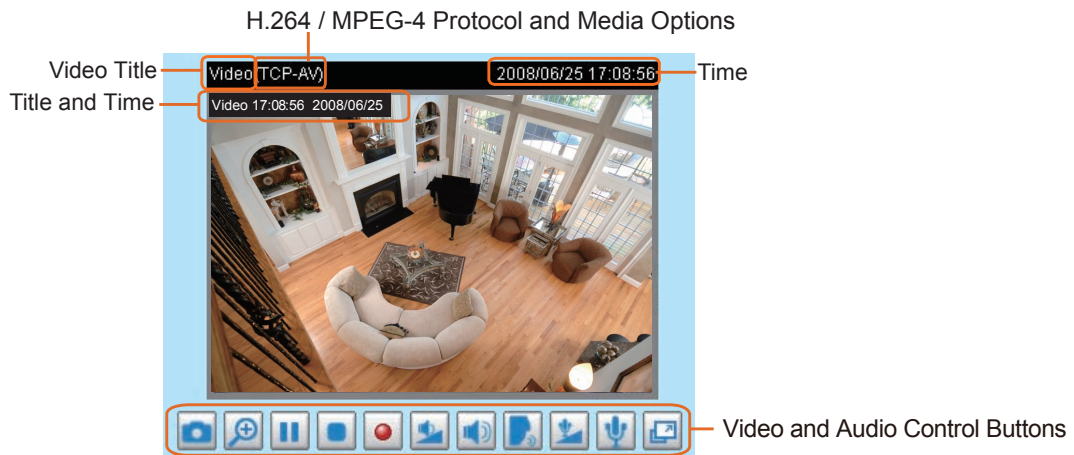 H.264 / MPEG-4 Protocol and Media Options
Video Title
Video(TCP-AV)
2008/06/25 17:08:56
Time
Title and Time
Video 17:08:56 2008/06/25
Video and Audio Control Buttons